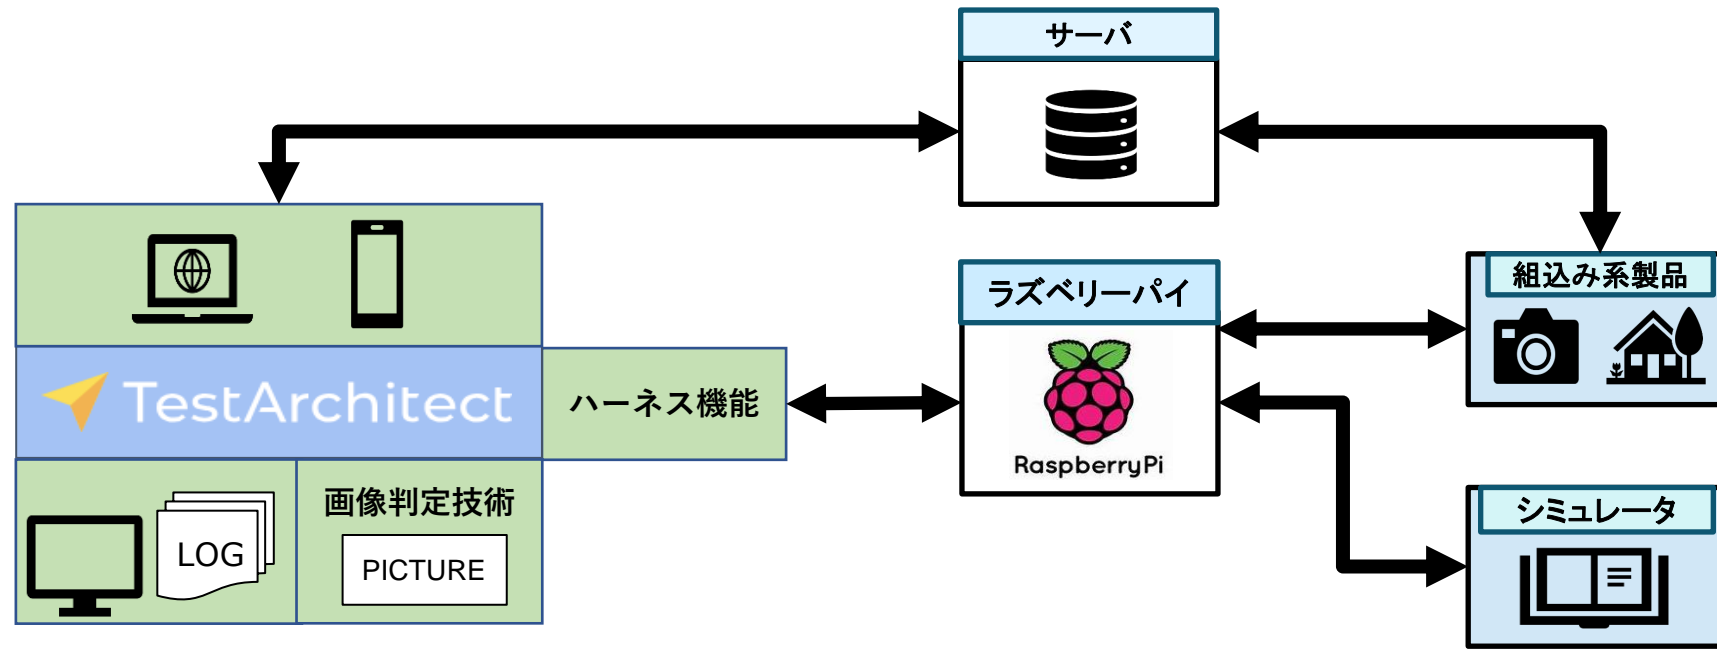 サーバ
ラズベリーパイ
組込み系製品
TestArchitect
ハーネス機能
RaspberryPi
画像判定技術
LOG
PICTURE
シミュレータ